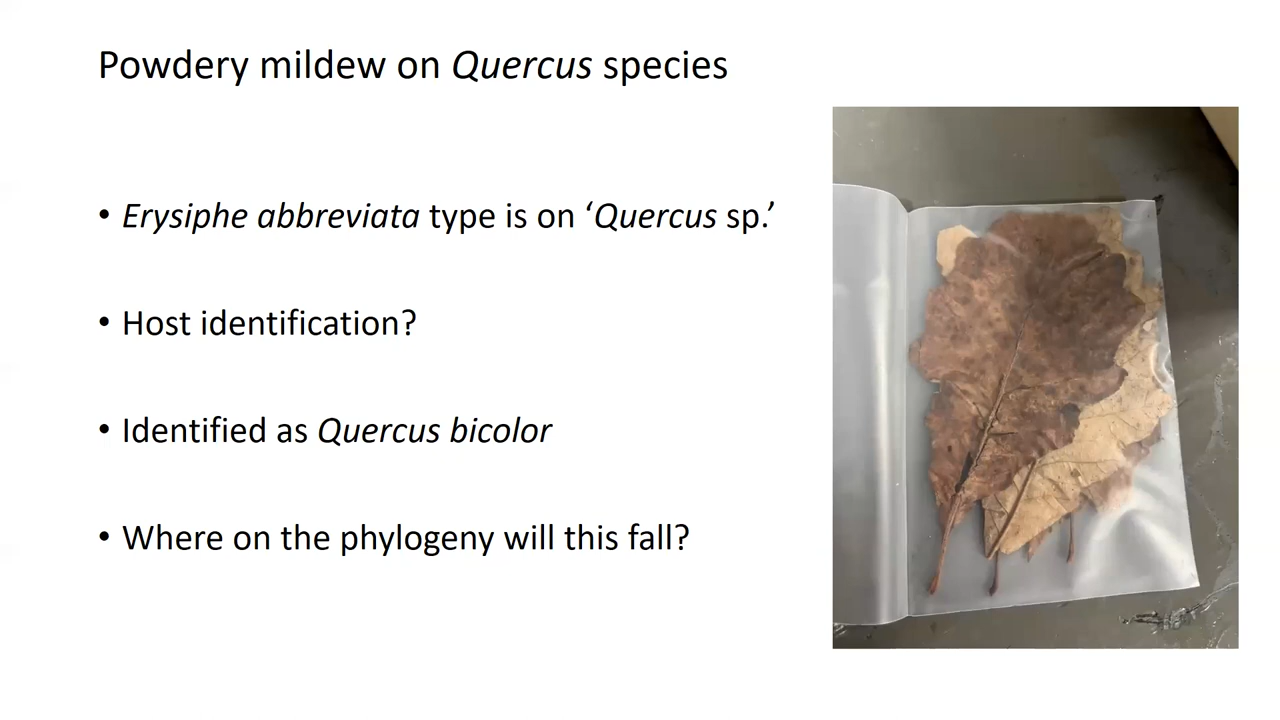 Powdery mildew on Quercus species
• Erysiphe abbreviata type is on ‘Quercus sp.’
• Host identification?
• Identified as Quercus bicolor
• Where on the phylogeny will this fall?